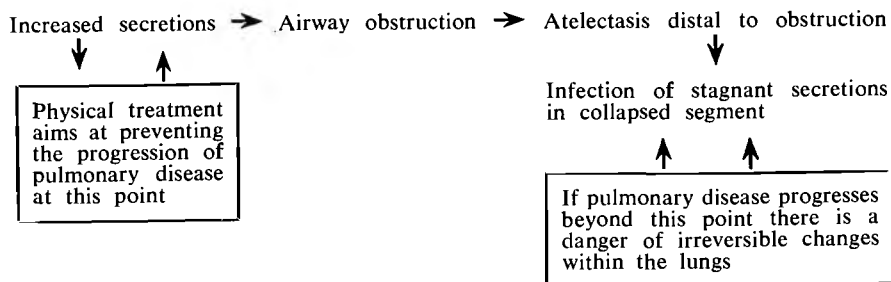 Increased secretions → Airway obstruction → Atelectasis distal to obstruction
Physical treatment
aims at preventing
the progression of
pulmonary disease
at this point
Infection of stagnant secretions
in collapsed segment
If pulmonary disease progresses
beyond this point there is a
danger of irreversible changes
within the lungs